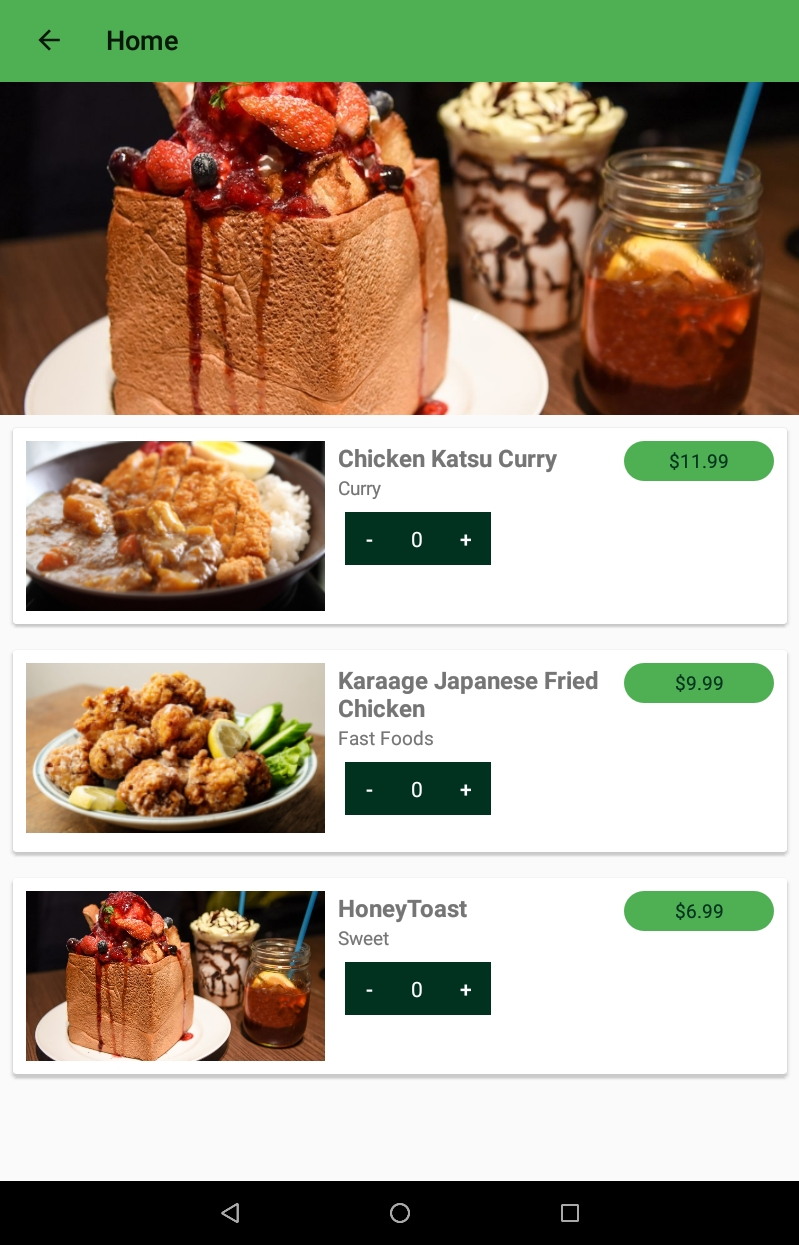 Home
Chicken Katsu Curry
$11.99
Curry
- 0 +
Karaage Japanese Fried
Chicken
$9.99
Fast Foods
- 0 +
HoneyToast
$6.99
Sweet
- 0 +